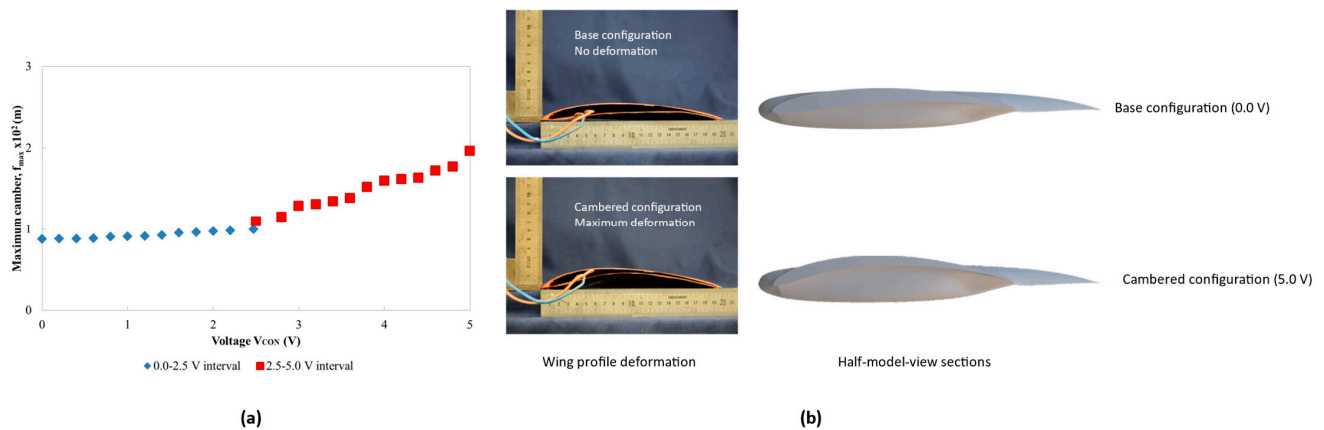 3
2
1
0
0
1
2
3
4
5
Maximum camber, fmax x10² (m)
Voltage VCON (V)
0.0-2.5 V interval
2.5-5.0 V interval
(a)
Base configuration
No deformation
Cambered configuration
Maximum deformation
Wing profile deformation
Base configuration (0.0 V)
Cambered configuration (5.0 V)
Half-model-view sections
(b)